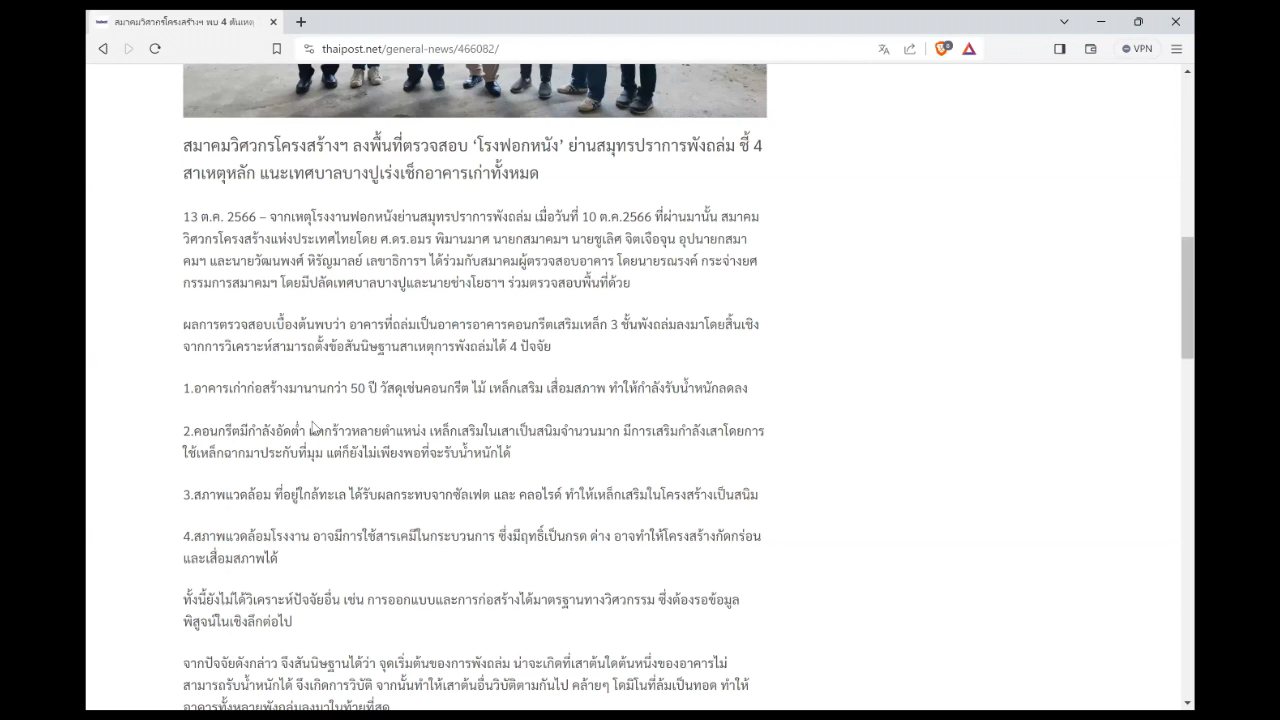 สมาคมวิศวกรโครงสร้างฯ พบ 4 ต้นเหตุ
thaipost.net/general-news/466082/
VPN
สมาคมวิศวกรโครงสร้างฯ ลงพื้นที่ตรวจสอบ ‘โรงฟอกหนัง’ ย่านสมุทรปราการพังถล่ม ชี้ 4
สาเหตุหลัก แนะเทศบาลบางปูเร่งเช็กอาคารเก่าทั้งหมด
13 ต.ค. 2566 – จากเหตุโรงงานฟอกหนังย่านสมุทรปราการพังถล่ม เมื่อวันที่ 10 ต.ค.2566 ที่ผ่านมานั้น สมาคม
วิศวกรโครงสร้างแห่งประเทศไทยโดย ศ.ดร.อมร พิมานมาศ นายกสมาคมฯ นายชูเลิศ จิตเจือจุน อุปนายกสมา
คมฯ และนายวัฒนพงศ์ หิรัญมาลย์ เลขาธิการฯ ได้ร่วมกับสมาคมผู้ตรวจสอบอาคาร โดยนายรณรงค์ กระจ่างยศ
กรรมการสมาคมฯ โดยมีปลัดเทศบาลบางปูและนายช่างโยธาฯ ร่วมตรวจสอบพื้นที่ด้วย
ผลการตรวจสอบเบื้องต้นพบว่า อาคารที่ถล่มเป็นอาคารอาคารคอนกรีตเสริมเหล็ก 3 ชั้นพังถล่มลงมาโดยสิ้นเชิง
จากการวิเคราะห์สามารถตั้งข้อสันนิษฐานสาเหตุการพังถล่มได้ 4 ปัจจัย
1.อาคารเก่าก่อสร้างมานานกว่า 50 ปี วัสดุเช่นคอนกรีต ไม้ เหล็กเสริม เสื่อมสภาพ ทำให้กำลังรับน้ำหนักลดลง
2.คอนกรีตมีกำลังอัดต่ำ แตกร้าวหลายตำแหน่ง เหล็กเสริมในเสาเป็นสนิมจำนวนมาก มีการเสริมกำลังเสาโดยการ
ใช้เหล็กฉากมาประกับที่มุม แต่ก็ยังไม่เพียงพอที่จะรับน้ำหนักได้
3.สภาพแวดล้อม ที่อยู่ใกล้ทะเล ได้รับผลกระทบจากซัลเฟต และ คลอไรด์ ทำให้เหล็กเสริมในโครงสร้างเป็นสนิม
4.สภาพแวดล้อมโรงงาน อาจมีการใช้สารเคมีในกระบวนการ ซึ่งมีฤทธิ์เป็นกรด ด่าง อาจทำให้โครงสร้างกัดกร่อน
และเสื่อมสภาพได้
ทั้งนี้ยังไม่ได้วิเคราะห์ปัจจัยอื่น เช่น การออกแบบและการก่อสร้างได้มาตรฐานทางวิศวกรรม ซึ่งต้องรอข้อมูล
พิสูจน์ในเชิงลึกต่อไป
จากปัจจัยดังกล่าว จึงสันนิษฐานได้ว่า จุดเริ่มต้นของการพังถล่ม น่าจะเกิดที่เสาต้นใดต้นหนึ่งของอาคารไม่
สามารถรับน้ำหนักได้ จึงเกิดการวิบัติ จากนั้นทำให้เสาต้นอื่นวิบัติตามกันไป คล้ายๆ โดมิโนที่ล้มเป็นทอด ทำให้
อาคารทั้งหลายพังถล่มลงมาในท้ายที่สุด